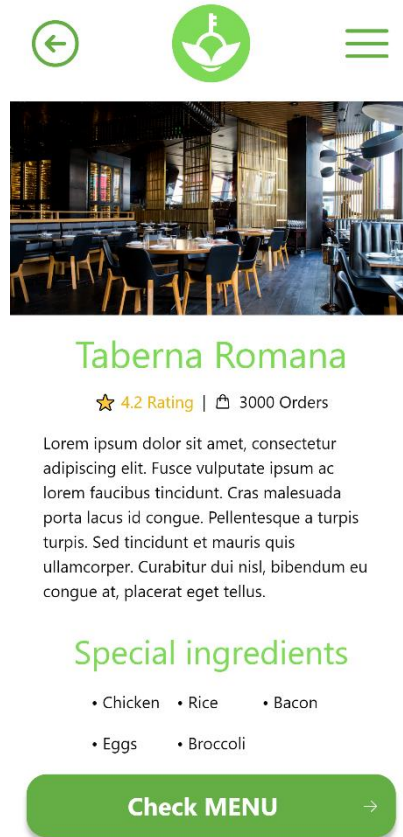 Taberna Romana
4.2 Rating | 3000 Orders
Lorem ipsum dolor sit amet, consectetur
adipiscing elit. Fusce vulputate ipsum ac
lorem faucibus tincidunt. Cras malesuada
porta lacus id congue. Pellentesque a turpis
turpis. Sed tincidunt et mauris quis
ullamcorper. Curabitur dui nisl, bibendum eu
congue at, placerat eget tellus.
Special ingredients
• Chicken • Rice • Bacon
• Eggs • Broccoli
Check MENU →